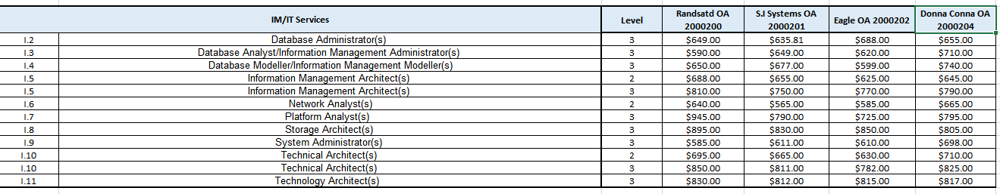 IM/IT Services Level Randsatd OA 2000200 S.I Systems OA 2000201 Eagle OA 2000202 Donna Conna OA 2000204
I.2 Database Administrator(s) 3 $649.00 $635.81 $688.00 $655.00
I.3 Database Analyst/Information Management Administrator(s) 3 $590.00 $649.00 $620.00 $710.00
I.4 Database Modeller/Information Management Modeller(s) 3 $650.00 $677.00 $599.00 $740.00
I.5 Information Management Architect(s) 2 $688.00 $655.00 $625.00 $645.00
I.5 Information Management Architect(s) 3 $810.00 $750.00 $770.00 $790.00
I.6 Network Analyst(s) 2 $640.00 $565.00 $585.00 $665.00
I.7 Platform Analyst(s) 3 $945.00 $790.00 $725.00 $795.00
I.8 Storage Architect(s) 3 $895.00 $830.00 $850.00 $805.00
I.9 System Administrator(s) 3 $585.00 $611.00 $610.00 $698.00
I.10 Technical Architect(s) 2 $695.00 $665.00 $630.00 $710.00
I.10 Technical Architect(s) 3 $850.00 $811.00 $782.00 $825.00
I.11 Technology Architect(s) 3 $830.00 $812.00 $815.00 $817.00